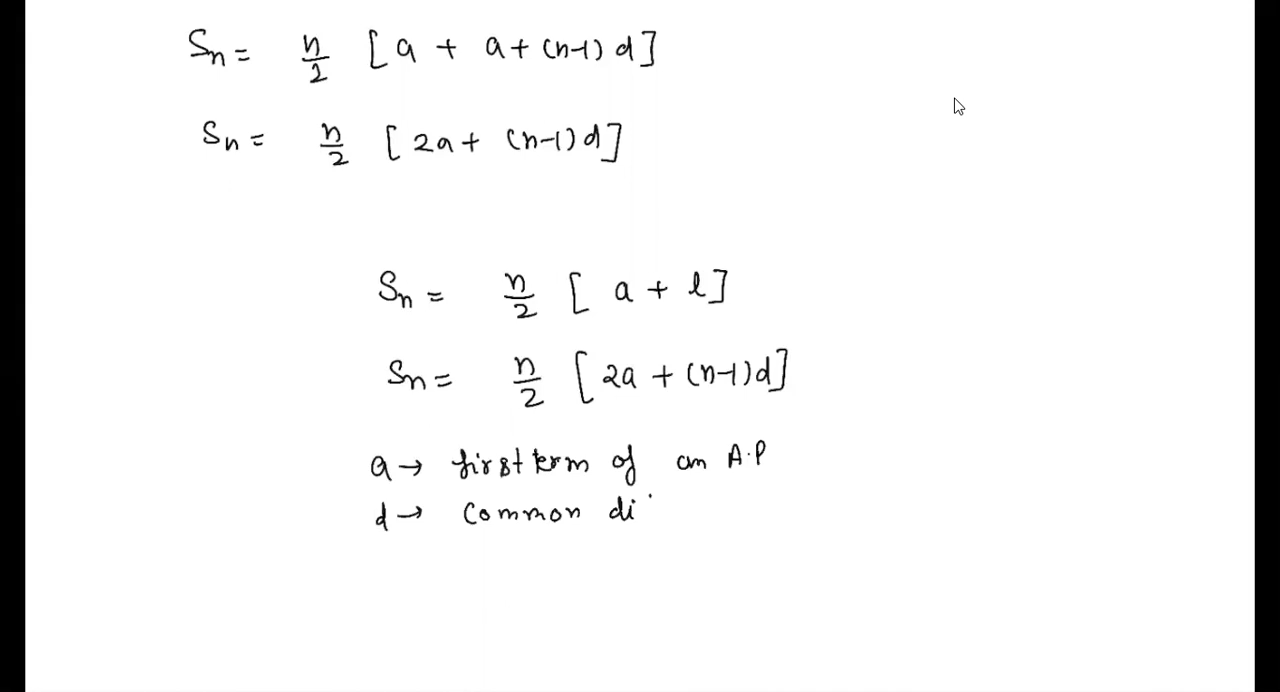 Sn = n/2 [a + a + (n-1) d]
Sn = n/2 [2a + (n-1)d]
Sn = n/2 [a + l]
Sn = n/2 [2a + (n-1)d]
a → first term of an A.P
d → common di